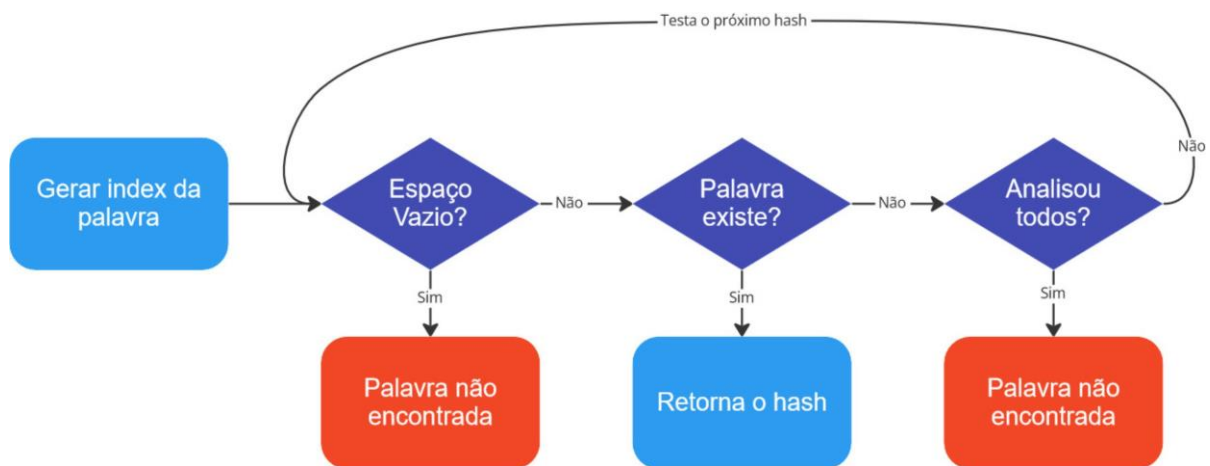 Testa o próximo hash
Não
Gerar index da
palavra
Espaço
Vazio?
Não
Palavra
existe?
Não
Analisou
todos?
Sim
Sim
Sim
Palavra não
encontrada
Retorna o hash
Palavra não
encontrada